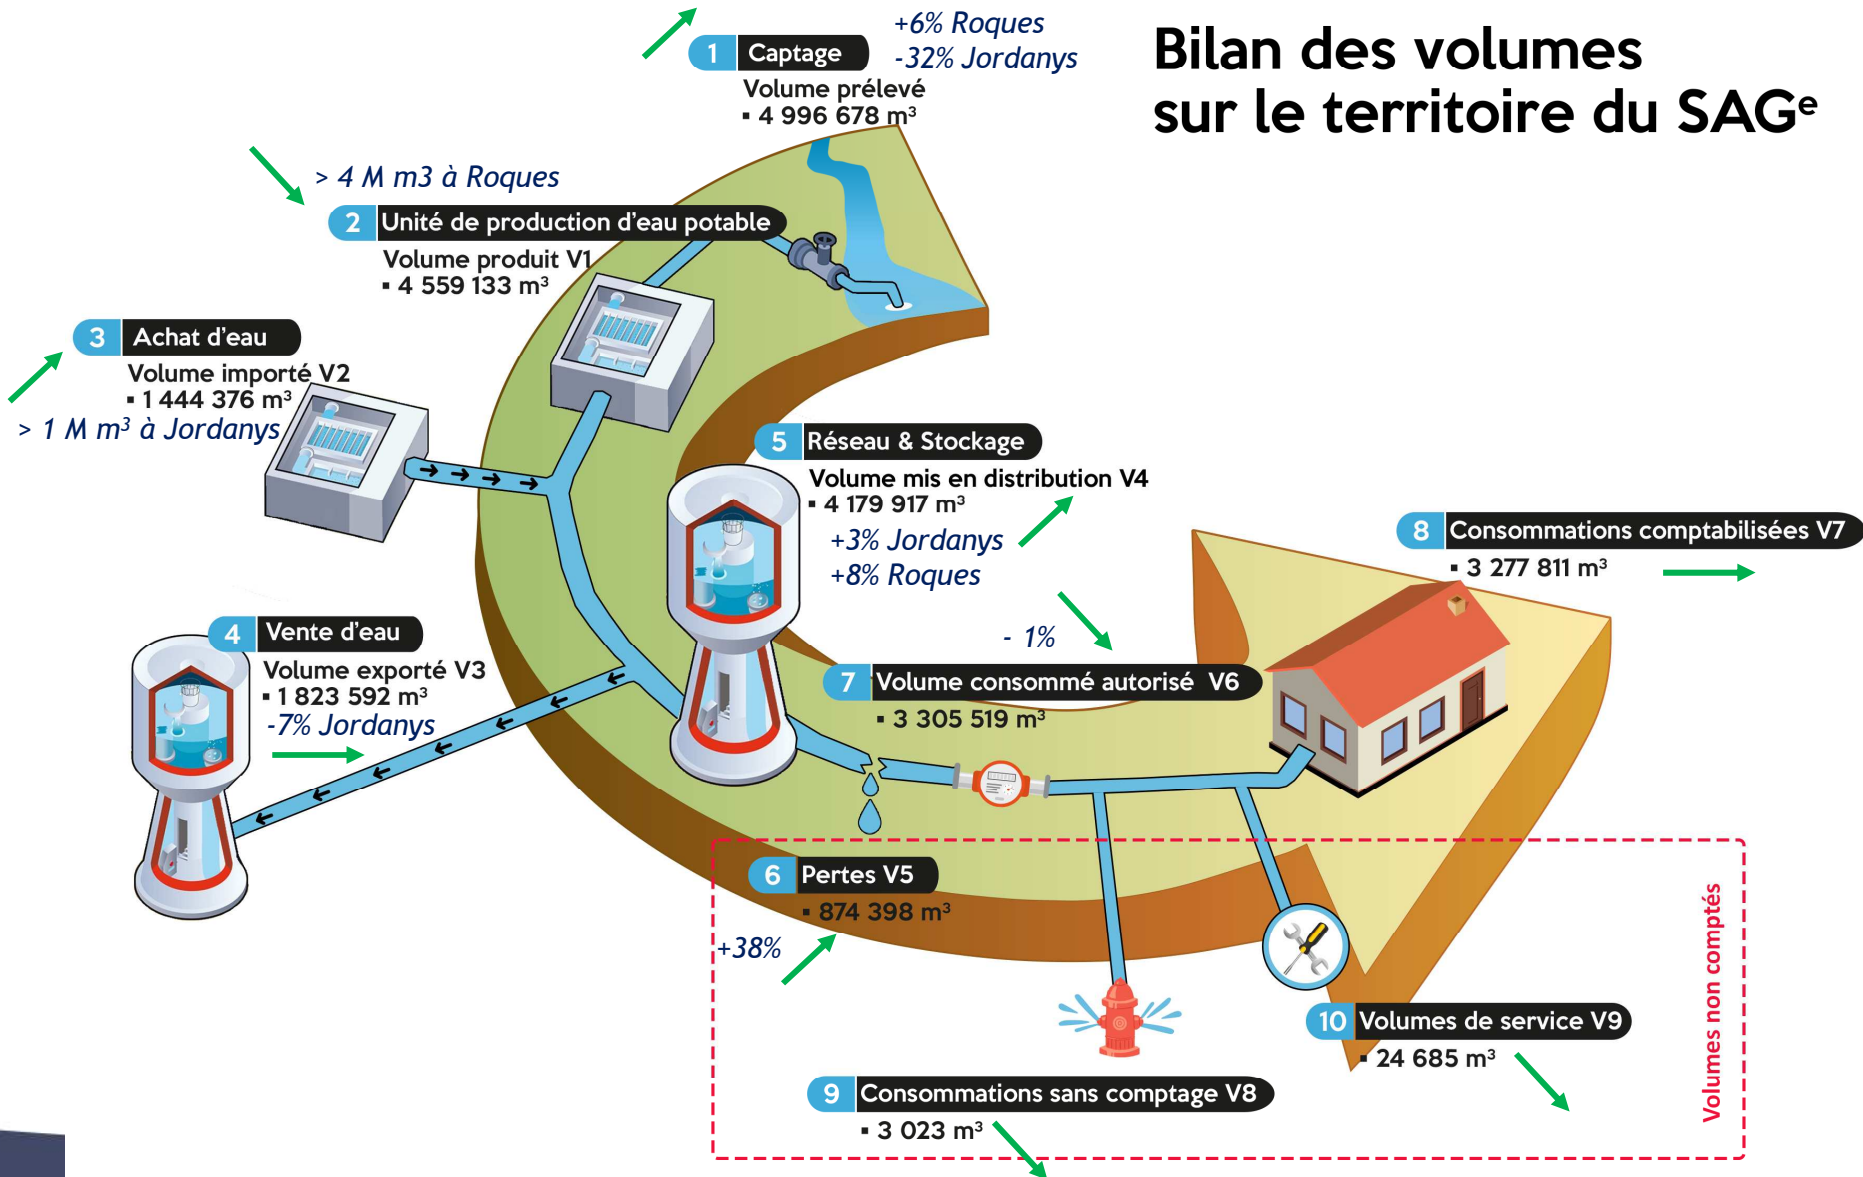 Bilan des volumes
sur le territoire du SAGe
+6% Roques
-32% Jordanys
1 Captage
Volume prélevé
▪ 4 996 678 m³
> 4 M m3 à Roques
2 Unité de production d'eau potable
Volume produit V1
▪ 4 559 133 m³
3 Achat d'eau
Volume importé V2
▪ 1 444 376 m³
> 1 M m³ à Jordanys
4 Vente d'eau
Volume exporté V3
▪ 1 823 592 m³
-7% Jordanys
5 Réseau & Stockage
Volume mis en distribution V4
▪ 4 179 917 m³
+3% Jordanys
+8% Roques
- 1%
7 Volume consommé autorisé V6
▪ 3 305 519 m³
8 Consommations comptabilisées V7
▪ 3 277 811 m³
6 Pertes V5
▪ 874 398 m³
+38%
9 Consommations sans comptage V8
▪ 3 023 m³
10 Volumes de service V9
▪ 24 685 m³
Volumes non comptés